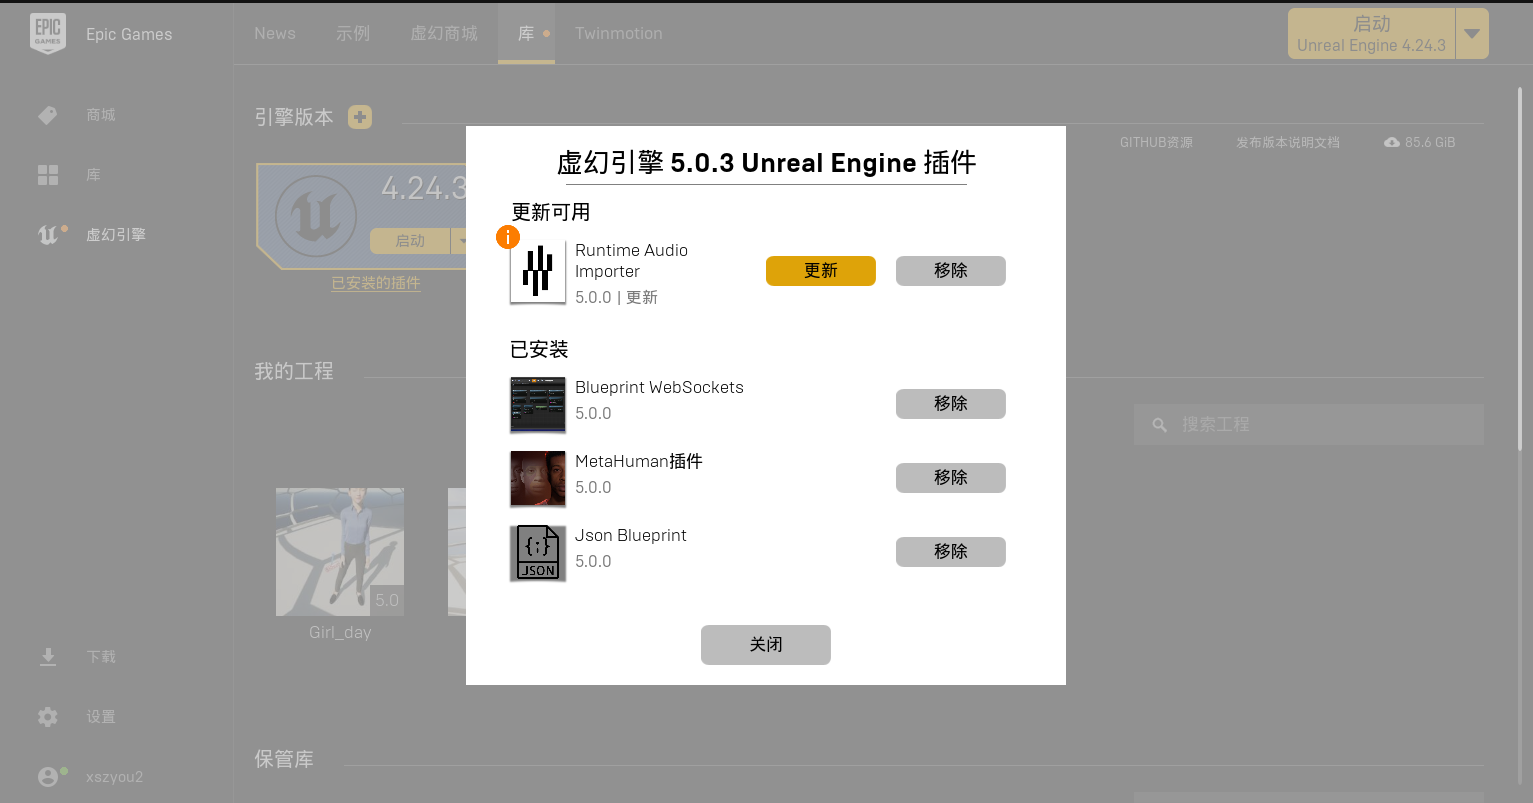 EPIC
GAMES
Epic Games
News
示例
虚幻商城
库
Twinmotion
启动
Unreal Engine 4.24.3
商城
库
虚幻引擎
下载
设置
xszyou2
引擎版本
GITHUB资源
发布版本说明文档
85.6 GiB
4.24.3
启动
已安装的插件
我的工程
搜索工程
5.0
Girl_day
保管库
虚幻引擎 5.0.3 Unreal Engine 插件
更新可用
Runtime Audio
Importer
5.0.0 | 更新
更新
移除
已安装
Blueprint WebSockets
5.0.0
移除
MetaHuman插件
5.0.0
移除
{;}
JSON
Json Blueprint
5.0.0
移除
关闭